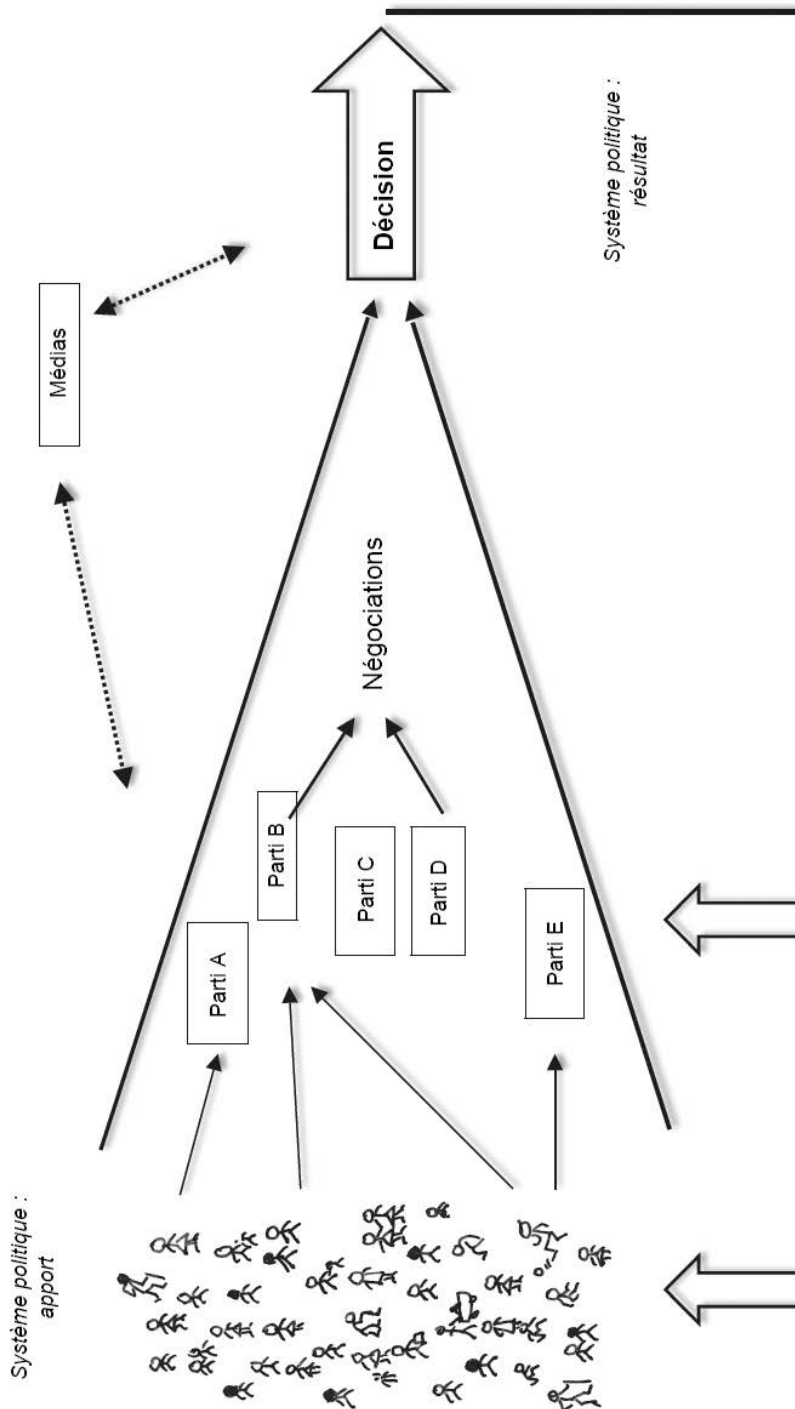 Système politique :
apport
Parti A
Parti B
Parti C
Parti D
Parti E
Négociations
Médias
Décision
Système politique :
résultat